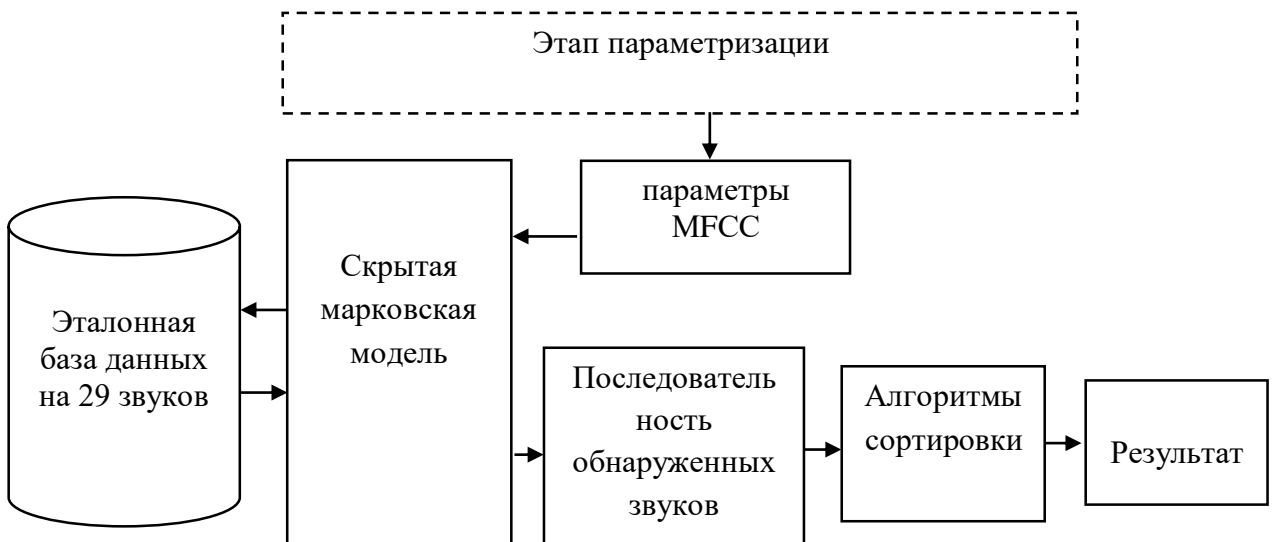 Этап параметризации
параметры
MFCC
Скрытая
марковская
модель
Эталонная
база данных
на 29 звуков
Последователь
ность
обнаруженных
звуков
Алгоритмы
сортировки
Результат